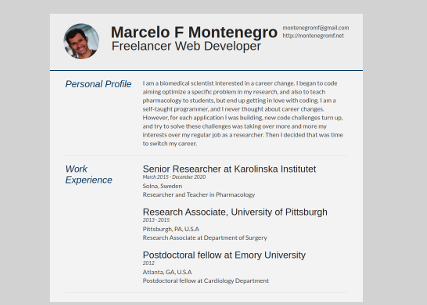 Marcelo F Montenegro
montenegromf@gmail.com
Freelancer Web Developer
http://montenegromf.net
Personal Profile
I am a biomedical scientist interested in a career change. I began to code
aiming optimize a specific problem in my research, and also to teach
pharmacology to students, but end up getting in love with coding. I am a
self-taught programmer, and I never thought about career changes.
However, for each application I was building, new code challenges turn up,
and try to solve these challenges was taking over more and more my
interests over my regular job as a researcher. Then I decided that was time
to switch my career.
Work
Experience
Senior Researcher at Karolinska Institutet
March 2015 - December 2020
Solna, Sweden
Researcher and Teacher in Pharmacology
Research Associate, University of Pittsburgh
2013 - 2015
Pittsburgh, PA, U.S.A
Research Associate at Department of Surgery
Postdoctoral fellow at Emory University
2012
Atlanta, GA, U.S.A
Postdoctoral fellow at Cardiology Department